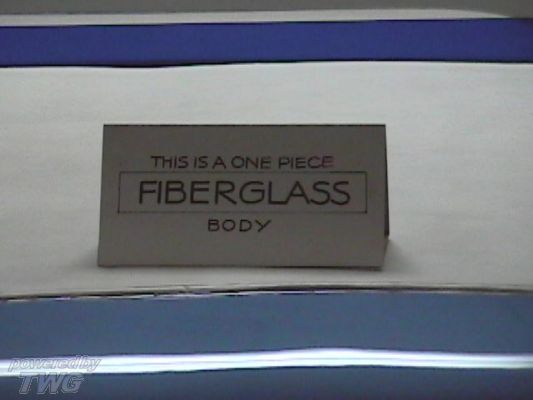 THIS IS A ONE PIECE
FIBERGLASS
BODY
powered by
TWG